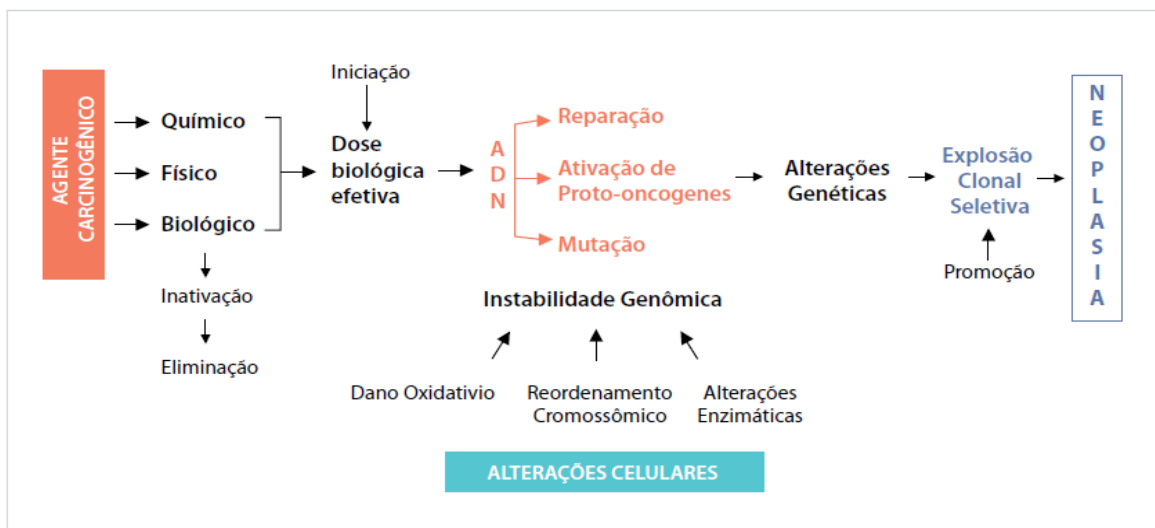 AGENTE
CARCINOGÊNICO
Químico
Físico
Biológico
Inativação
Eliminação
Iniciação
Dose
biológica
efetiva
A
D
N
Reparação
Ativação de
Proto-oncogenes
Mutação
Alterações
Genéticas
Explosão
Clonal
Seletiva
Promoção
N
E
O
P
L
A
S
I
A
Instabilidade Genômica
Dano Oxidativio
Reordenamento
Cromossômico
Alterações
Enzimáticas
ALTERAÇÕES CELULARES